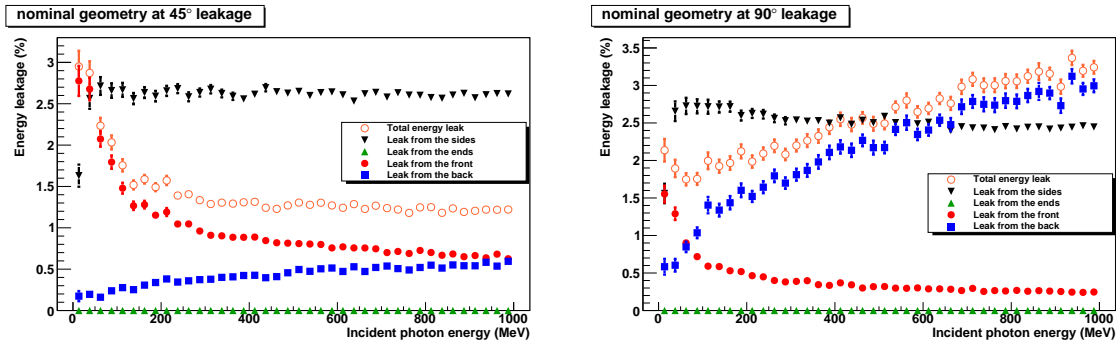 nominal geometry at 45° leakage
Energy leakage (%)
3
2.5
2
1.5
1
0.5
0
Total energy leak
Leak from the sides
Leak from the ends
Leak from the front
Leak from the back
0 200 400 600 800 1000
Incident photon energy (MeV)
nominal geometry at 90° leakage
Energy leakage (%)
3.5
3
2.5
2
1.5
1
0.5
0
Total energy leak
Leak from the sides
Leak from the ends
Leak from the front
Leak from the back
0 200 400 600 800 1000
Incident photon energy (MeV)